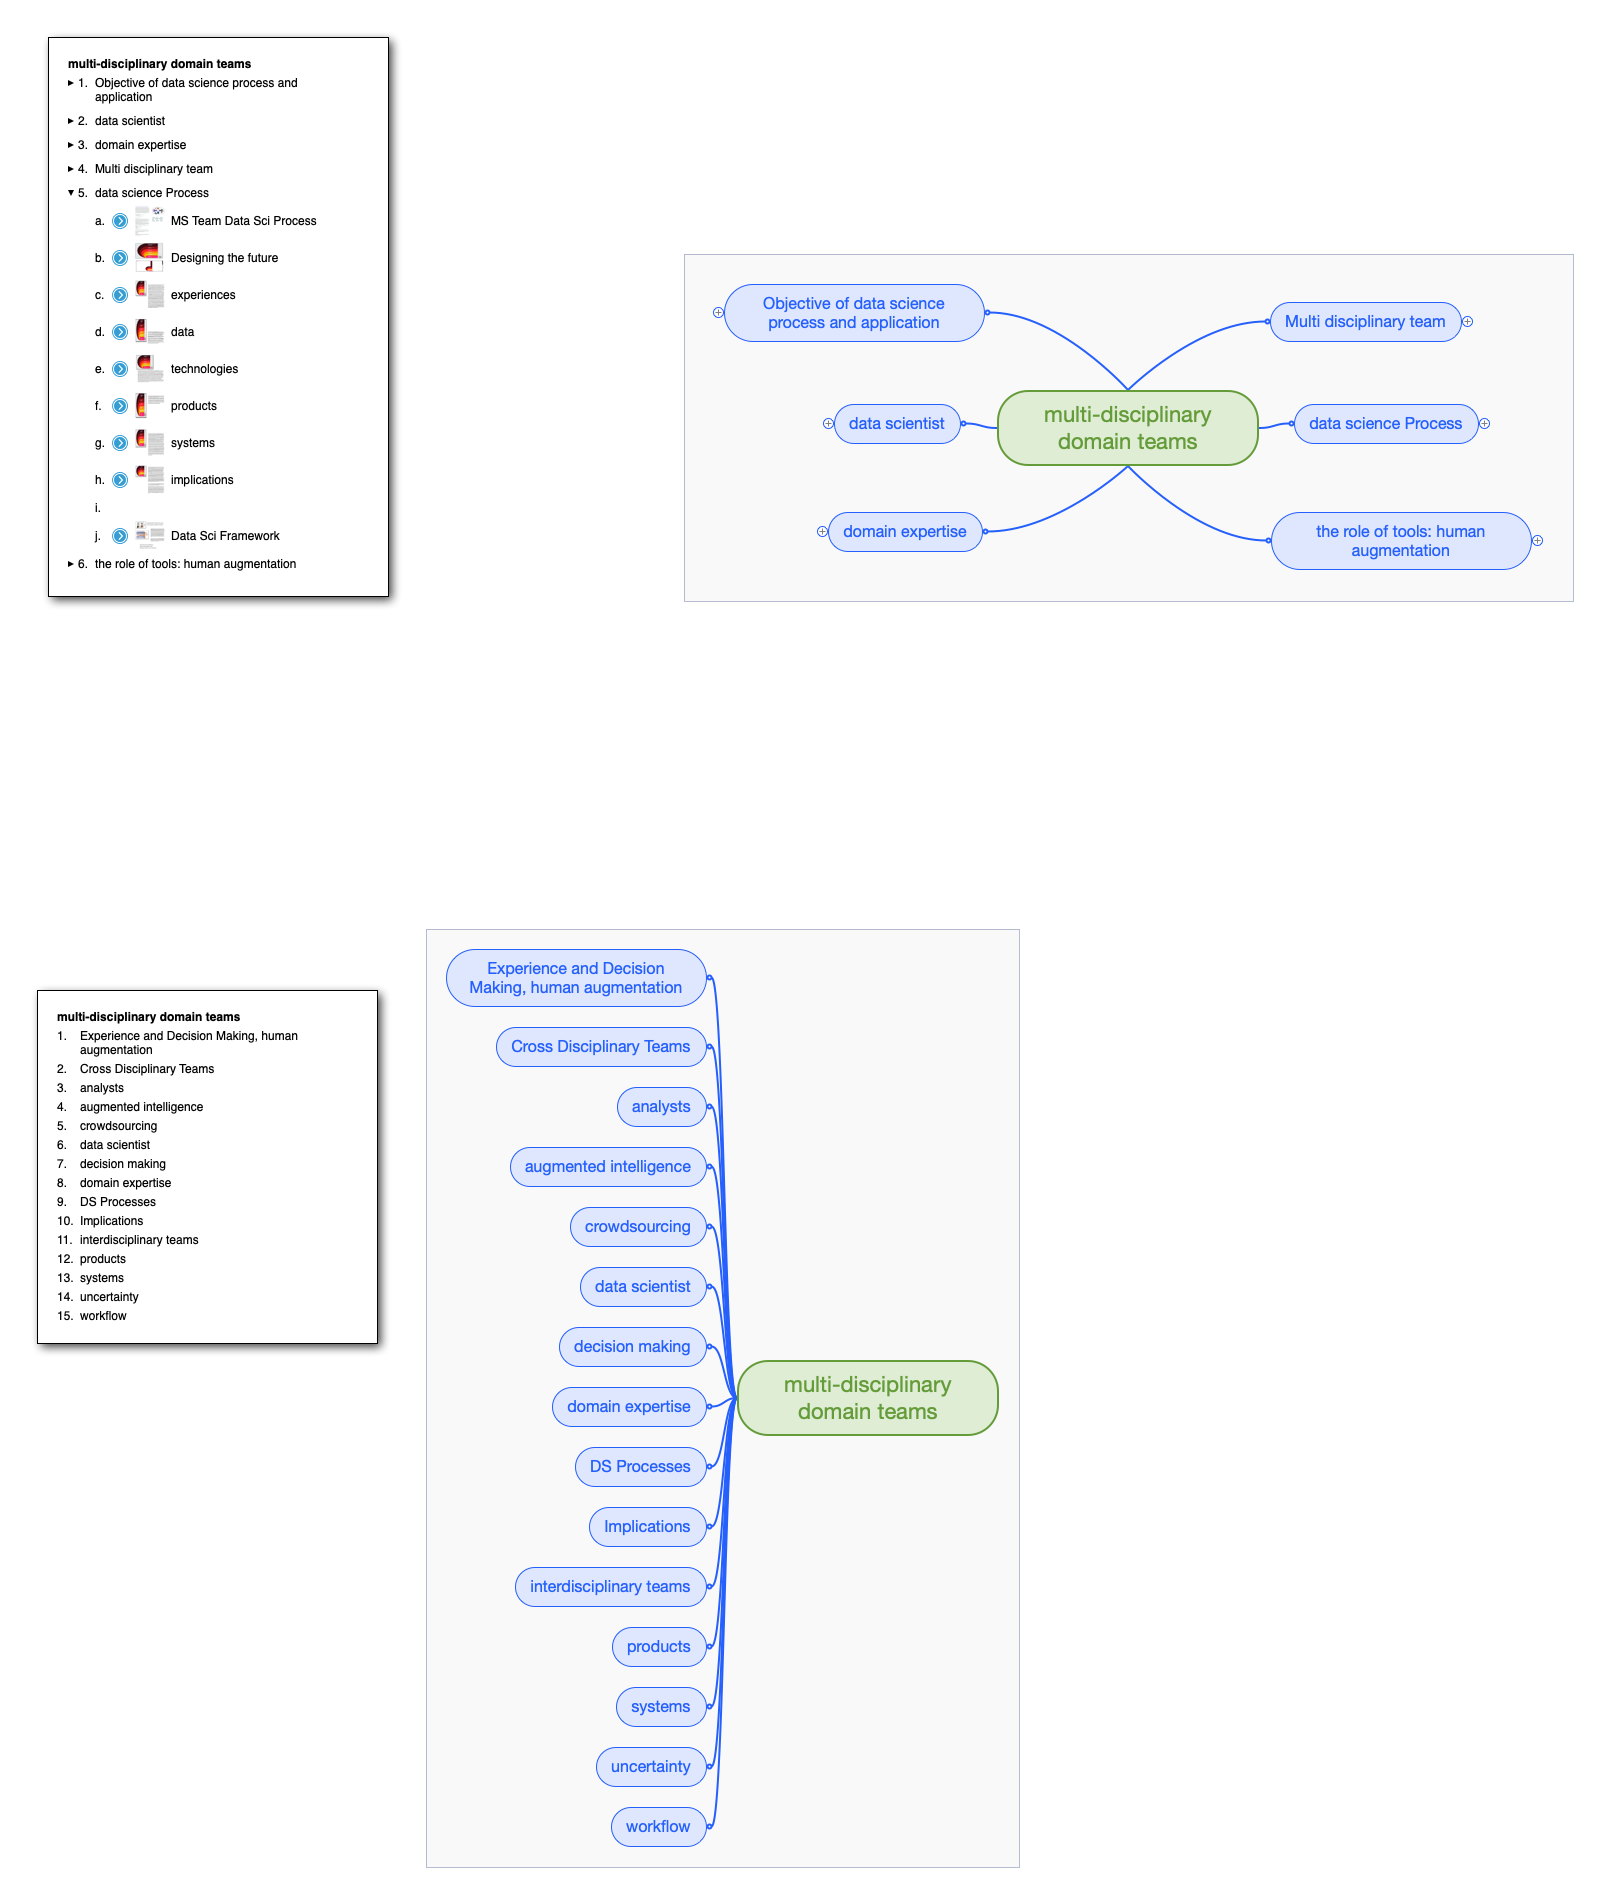 multi-disciplinary domain teams
1. Objective of data science process and
application
2. data scientist
3. domain expertise
4. Multi disciplinary team
5. data science Process
a. MS Team Data Sci Process
b. Designing the future
c. experiences
d. data
e. technologies
f. products
g. systems
h. implications
i.
j. Data Sci Framework
6. the role of tools: human augmentation
Objective of data science
process and application
data scientist
domain expertise
multi-disciplinary
domain teams
Multi disciplinary team
data science Process
the role of tools: human
augmentation
multi-disciplinary domain teams
1. Experience and Decision Making, human
augmentation
2. Cross Disciplinary Teams
3. analysts
4. augmented intelligence
5. crowdsourcing
6. data scientist
7. decision making
8. domain expertise
9. DS Processes
10. Implications
11. interdisciplinary teams
12. products
13. systems
14. uncertainty
15. workflow
Experience and Decision
Making, human augmentation
Cross Disciplinary Teams
analysts
augmented intelligence
crowdsourcing
data scientist
decision making
domain expertise
DS Processes
Implications
interdisciplinary teams
products
systems
uncertainty
workflow
multi-disciplinary
domain teams